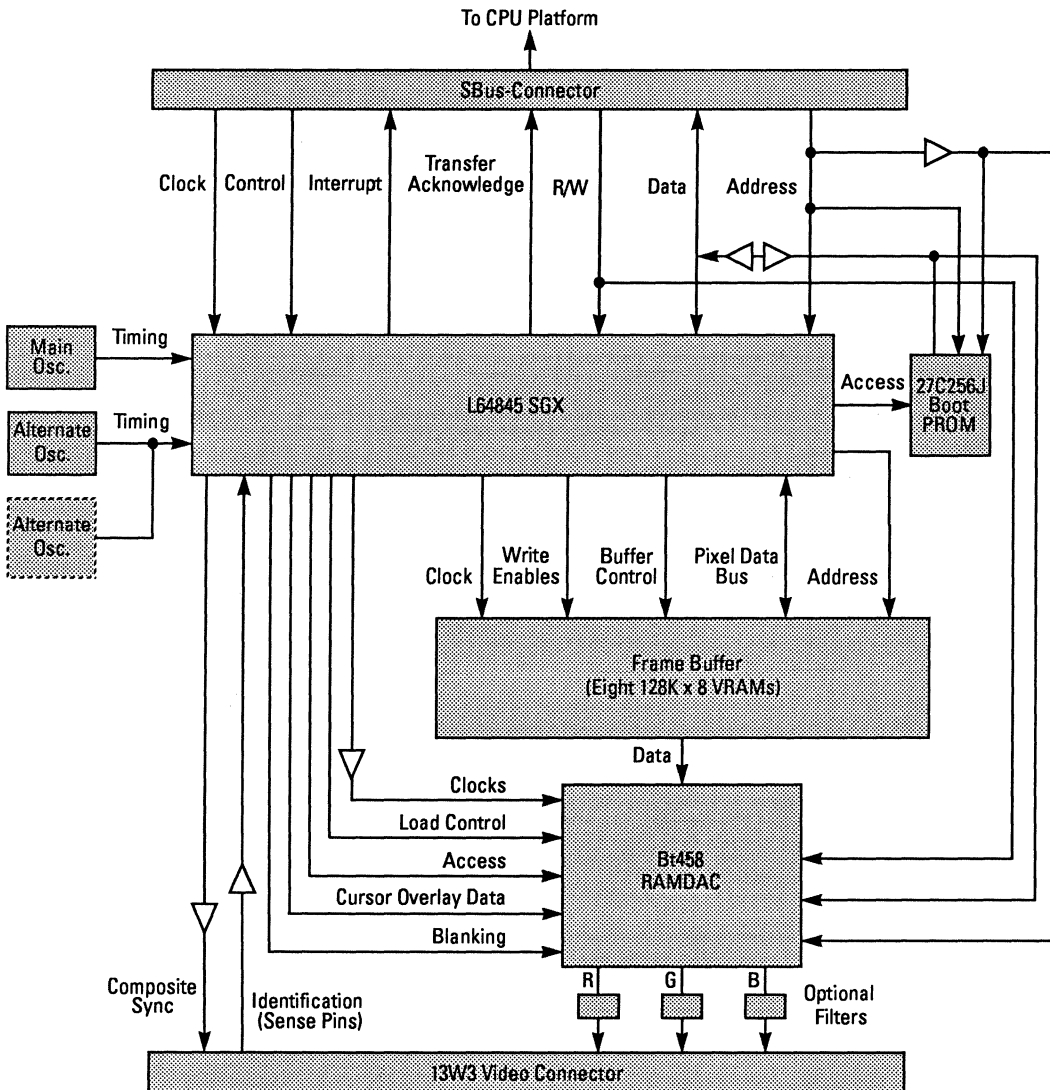 To CPU Platform
SBus-Connector
Clock
Control
Interrupt
Transfer
Acknowledge
R/W
Data
Address
Main
Osc.
Timing
Alternate
Osc.
Timing
Alternate
Osc.
L64845 SGX
Access
27C256J
Boot
PROM
Clock
Write
Enables
Buffer
Control
Pixel Data
Bus
Address
Frame Buffer
(Eight 128K x 8 VRAMs)
Data
Clocks
Load Control
Access
Cursor Overlay Data
Blanking
Bt458
RAMDAC
Composite
Sync
Identification
(Sense Pins)
R
G
B
Optional
Filters
13W3 Video Connector